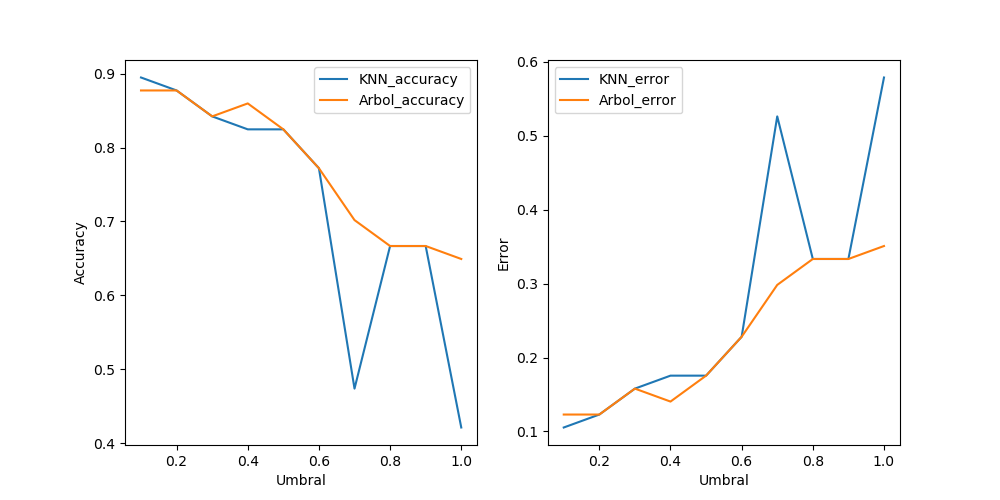 KNN_accuracy
Arbol_accuracy
Accuracy
0.9
0.8
0.7
0.6
0.5
0.4
0.2 0.4 0.6 0.8 1.0
Umbral
KNN_error
Arbol_error
Error
0.6
0.5
0.4
0.3
0.2
0.1
0.2 0.4 0.6 0.8 1.0
Umbral